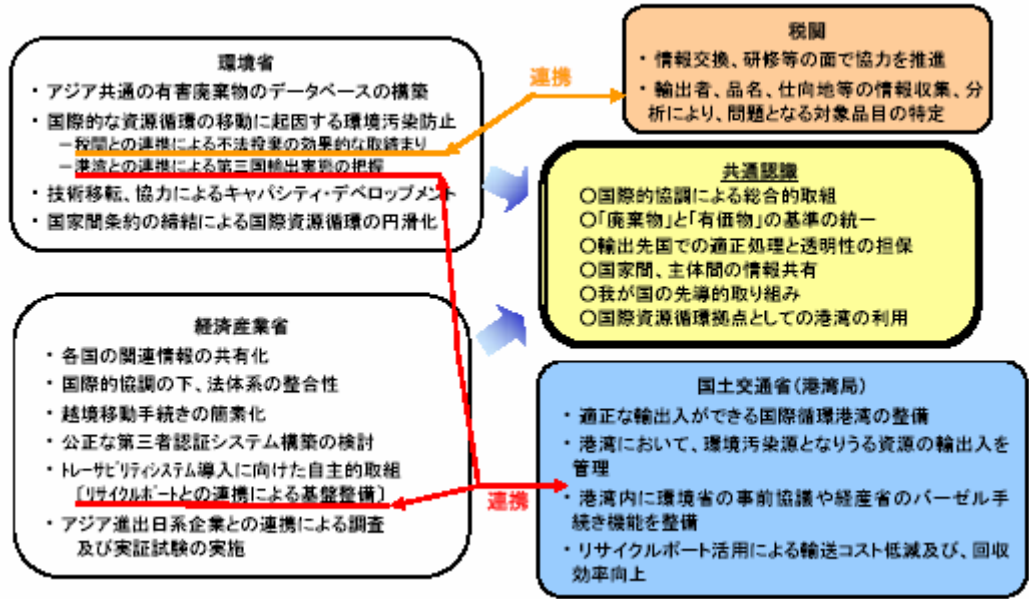 環境省
・ アジア共通の有害廃棄物のデータベースの構築
・ 国際的な資源循環の移動に起因する環境汚染防止
－税関との連携による不法投棄の効果的な取締まり
－港湾との連携による第三国輸出実態の把握
・ 技術移転、協力によるキャパシティ・デベロップメント
・ 国家間条約の締結による国際資源循環の円滑化
連携
税関
・ 情報交換、研修等の面で協力を推進
・ 輸出者、品名、仕向地等の情報収集、分
析により、問題となる対象品目の特定
共通認識
○国際的協調による総合的取組
○「廃棄物」と「有価物」の基準の統一
○輸出先国での適正処理と透明性の担保
○国家間、主体間の情報共有
○我が国の先導的取り組み
○国際資源循環拠点としての港湾の利用
経済産業省
・ 各国の関連情報の共有化
・ 国際的協調の下、法体系の整合性
・ 越境移動手続きの簡素化
・ 公正な第三者認証システム構築の検討
・ トレーサビリティシステム導入に向けた自主的取組
〔リサイクルポートとの連携による基盤整備〕
・ アジア進出日系企業との連携による調査
及び実証試験の実施
連携
国土交通省（港湾局）
・ 適正な輸出入ができる国際循環港湾の整備
・ 港湾において、環境汚染源となりうる資源の輸出入を
管理
・ 港湾内に環境省の事前協議や経産省のバーゼル手
続き機能を整備
・ リサイクルポート活用による輸送コスト低減及び、回収
効率向上